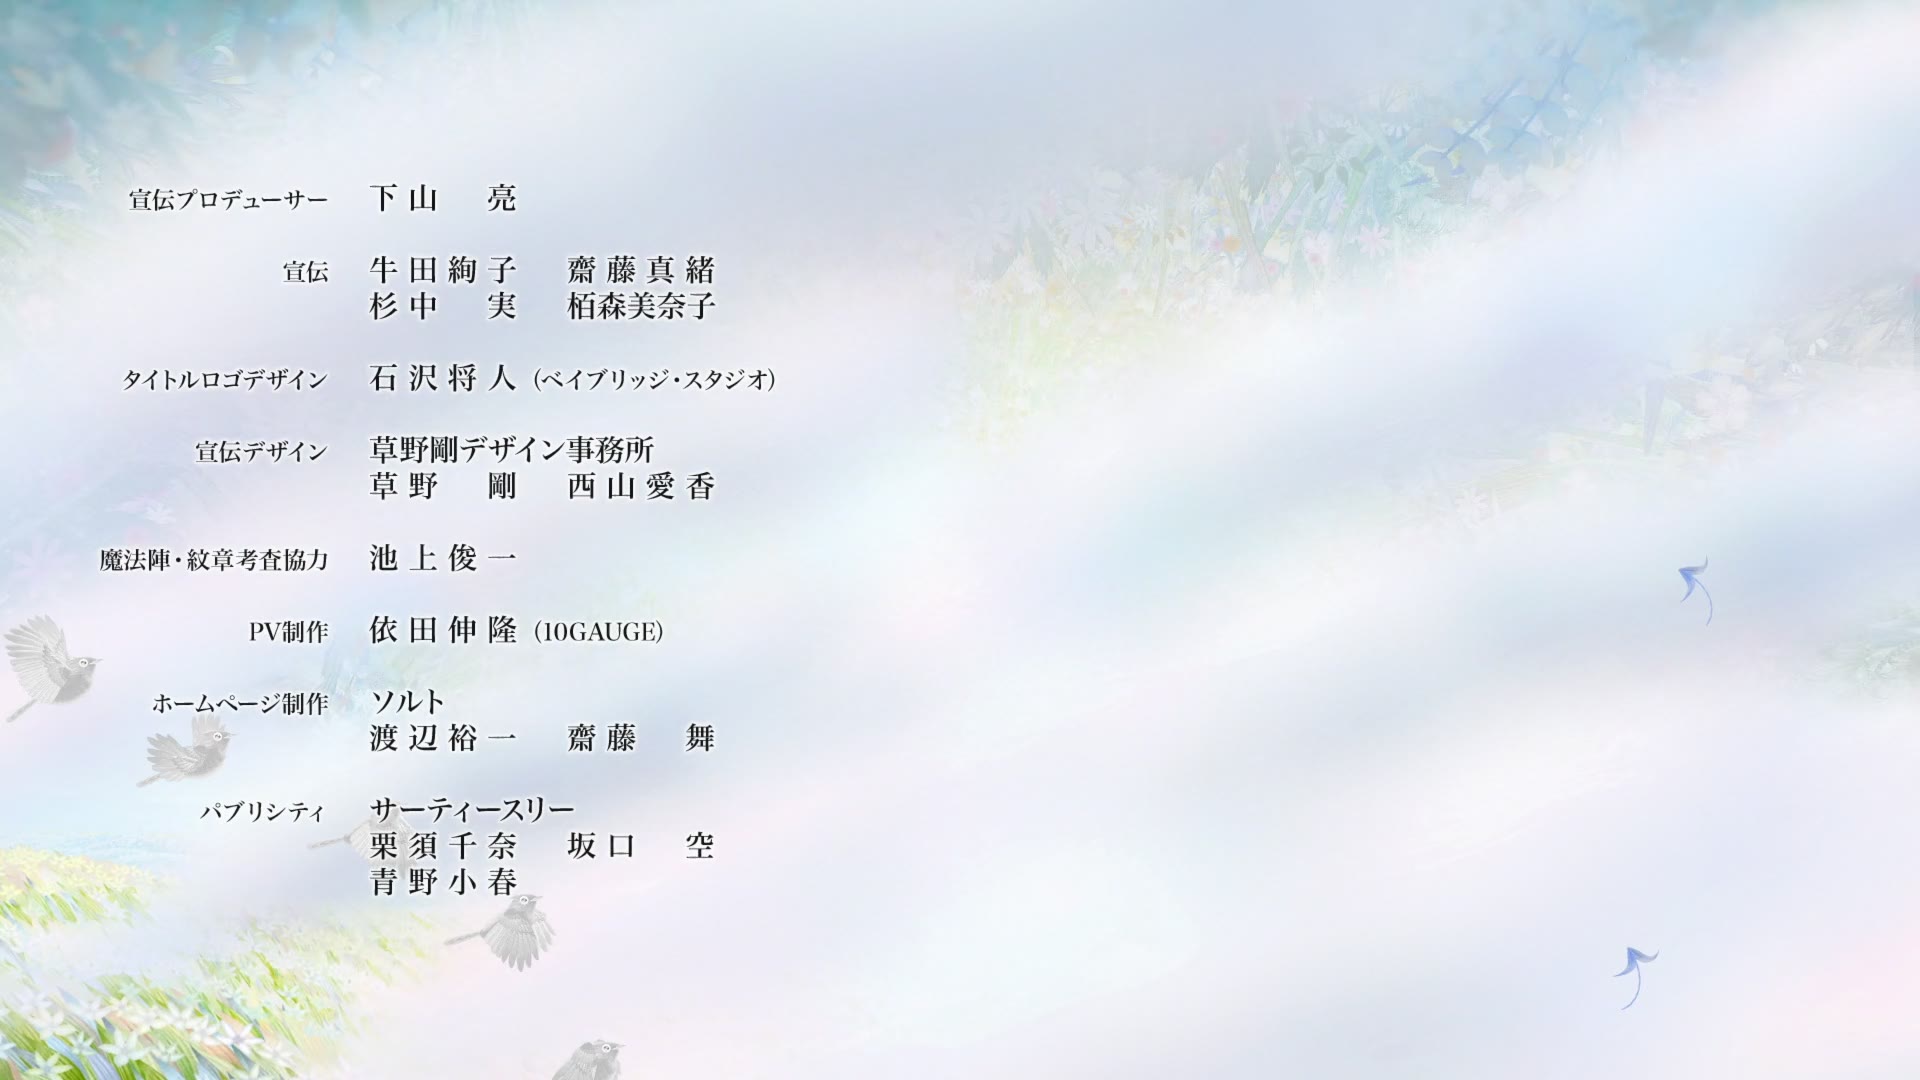 宣伝プロデューサー 下山 亮
宣伝 牛田絢子 齋藤真緒
杉中 実 栢森美奈子
タイトルロゴデザイン 石沢将人 (ベイブリッジ・スタジオ)
宣伝デザイン 草野剛デザイン事務所
草野 剛 西山愛香
魔法陣・紋章考査協力 池上俊一
PV制作 依田伸隆 (10GAUGE)
ホームページ制作 ソルト
渡辺裕一 齋藤 舞
パブリシティ サーティースリー
栗須千奈 坂口 空
青野小春